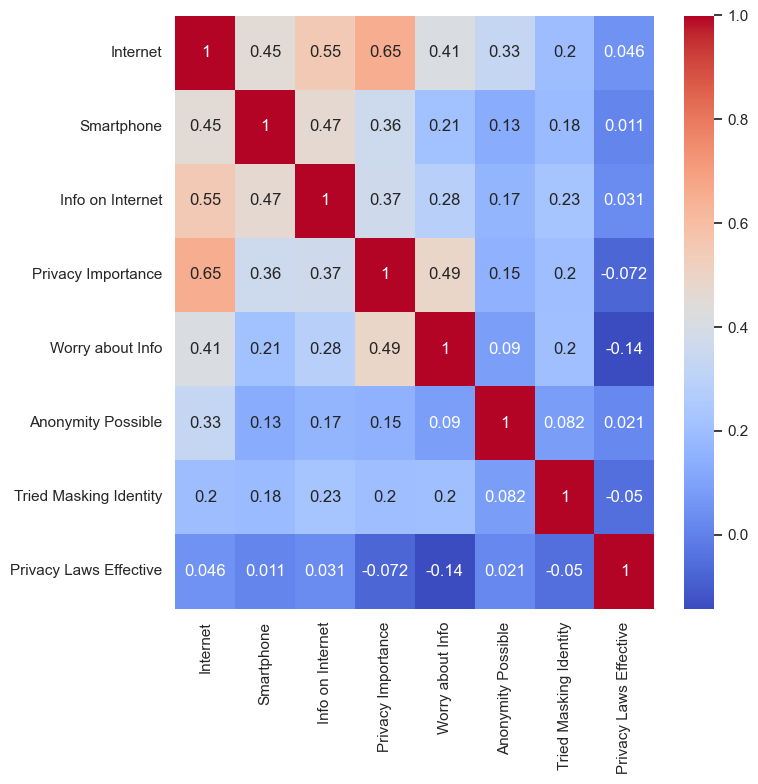 Internet 1 0.45 0.55 0.65 0.41 0.33 0.2 0.046
Smartphone 0.45 1 0.47 0.36 0.21 0.13 0.18 0.011
Info on Internet 0.55 0.47 1 0.37 0.28 0.17 0.23 0.031
Privacy Importance 0.65 0.36 0.37 1 0.49 0.15 0.2 -0.072
Worry about Info 0.41 0.21 0.28 0.49 1 0.09 0.2 -0.14
Anonymity Possible 0.33 0.13 0.17 0.15 0.09 1 0.082 0.021
Tried Masking Identity 0.2 0.18 0.23 0.2 0.2 0.082 1 -0.05
Privacy Laws Effective 0.046 0.011 0.031 -0.072 -0.14 0.021 -0.05 1
Internet
Smartphone
Info on Internet
Privacy Importance
Worry about Info
Anonymity Possible
Tried Masking Identity
Privacy Laws Effective
1.0
0.8
0.6
0.4
0.2
0.0